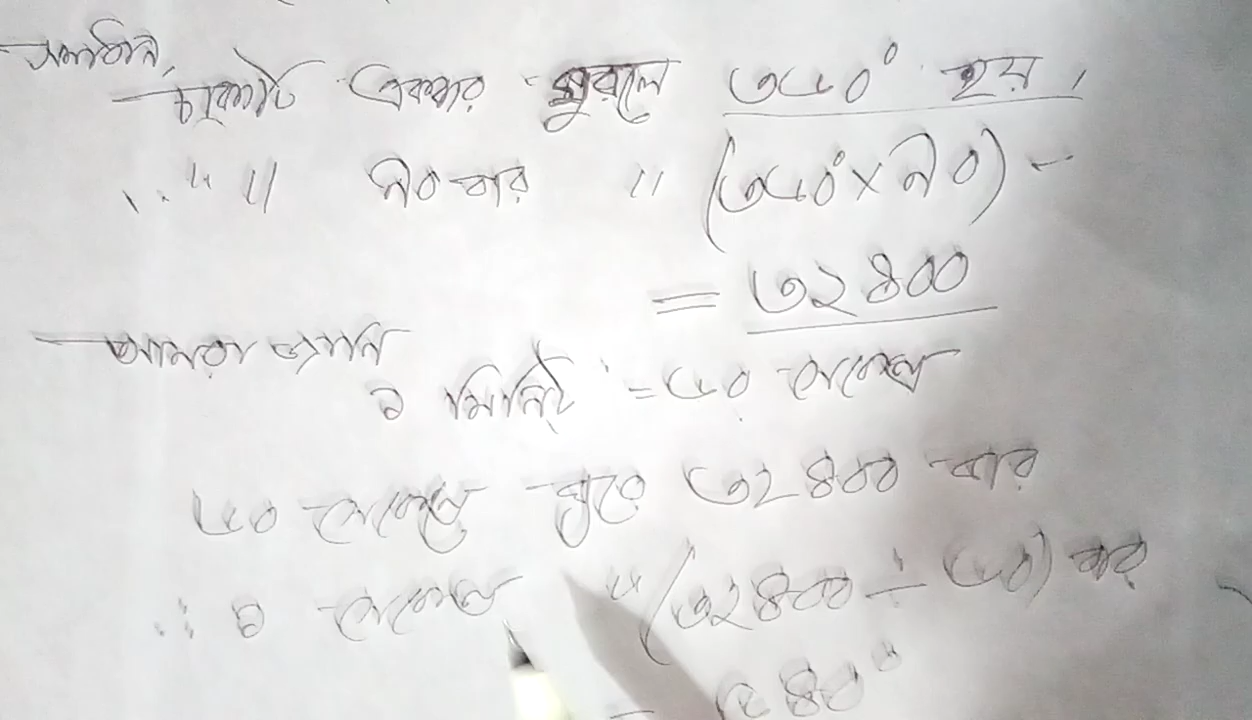 সমাধান,
চাকাটি একবার ঘুরলে ৩৬০° হয়,
∴ " " ৯০ বার " (৩৬০°×৯০) -
= ৩২৪০০
আমরা জানি
১ মিনিট = ৬০ সেকেন্ড
৬০ সেকেন্ডে ঘুরে ৩২৪০০ বার
∴ ১ সেকেন্ডে " (৩২৪০০ ÷ ৬০) বার
= ৫৪০°